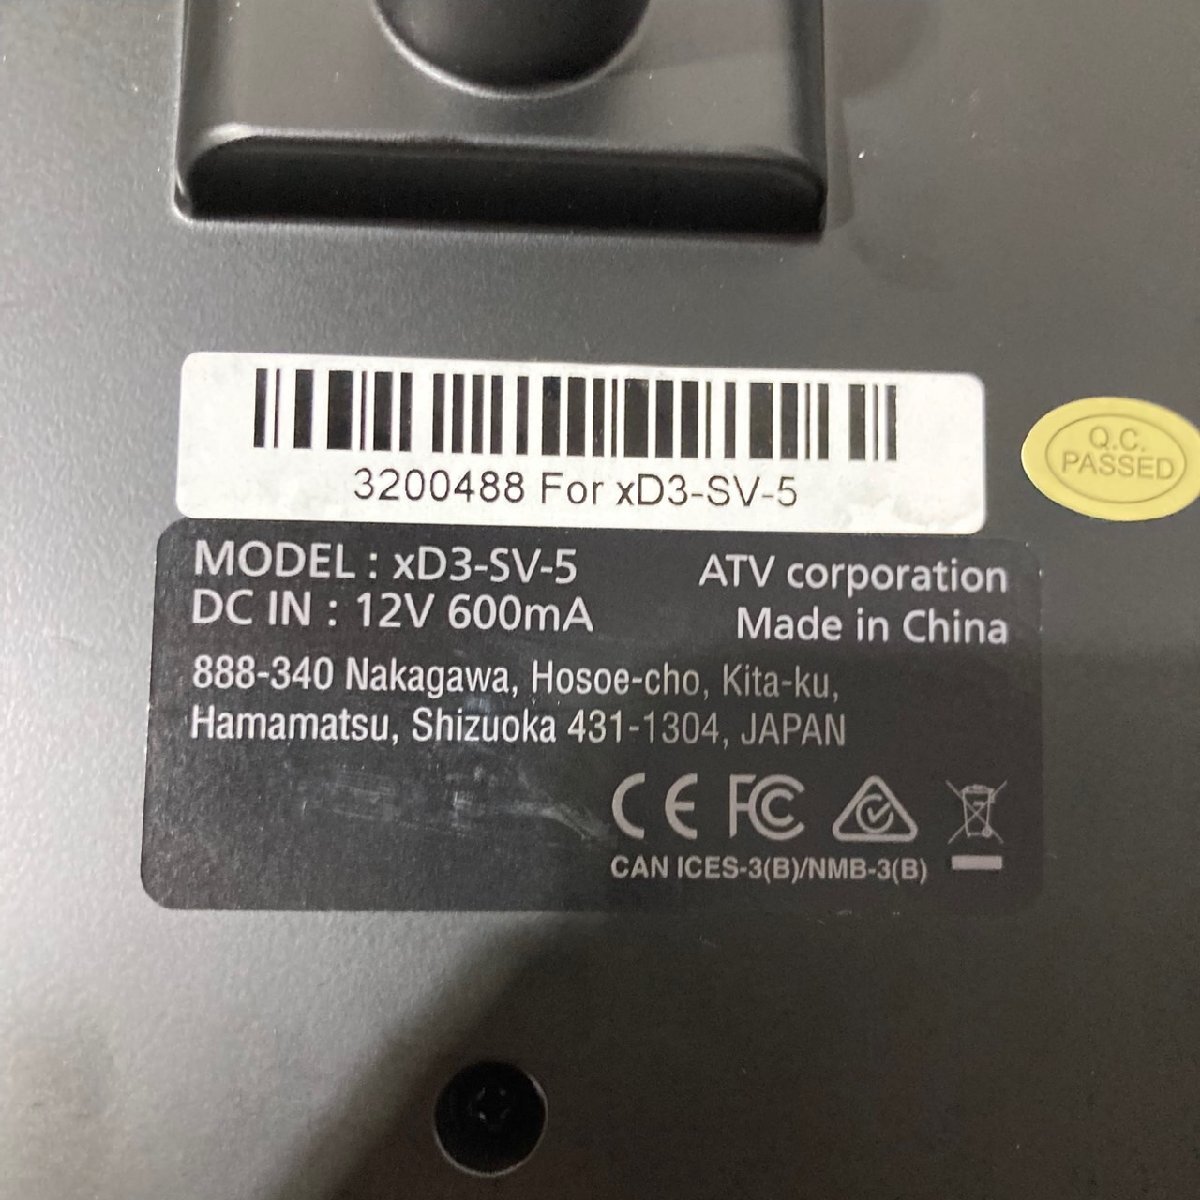 3200488 For xD3-SV-5
Q.C.
PASSED
MODEL : xD3-SV-5
DC IN : 12V 600mA
ATV corporation
Made in China
888-340 Nakagawa, Hosoe-cho, Kita-ku,
Hamamatsu, Shizuoka 431-1304, JAPAN
CE FC
CAN ICES-3(B)/NMB-3(B)